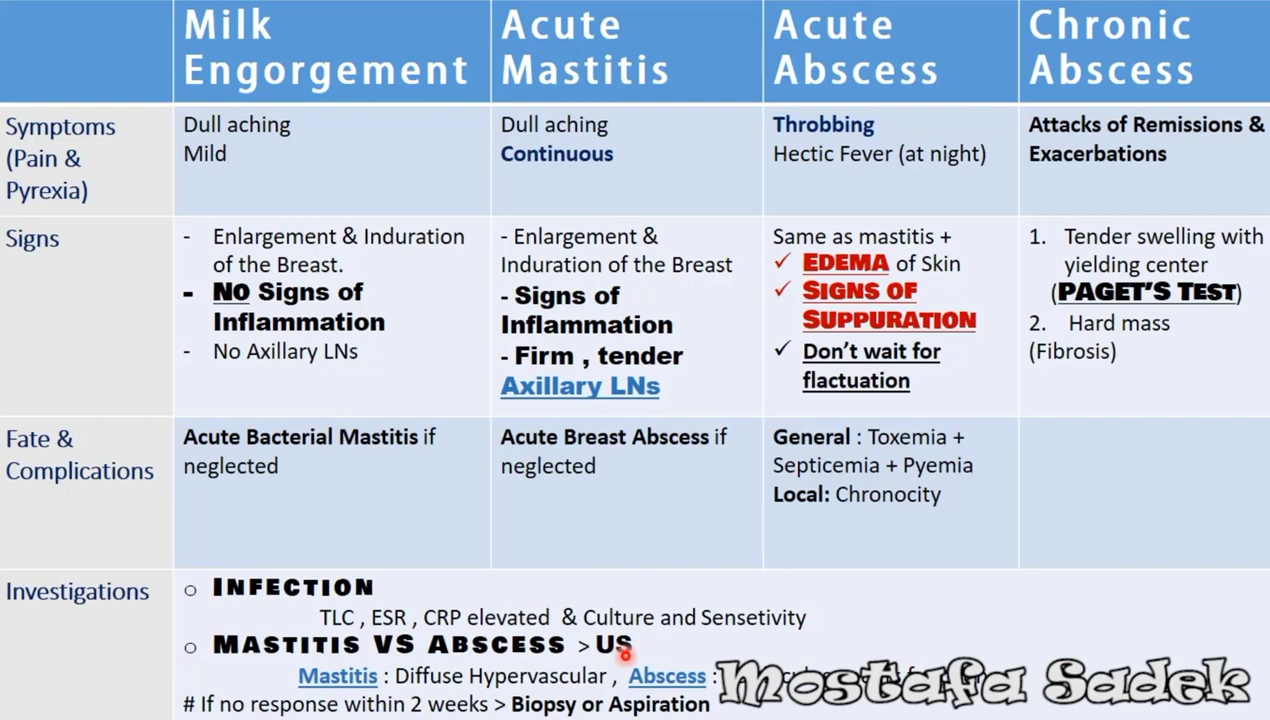 Milk Engorgement
Acute Mastitis
Acute Abscess
Chronic Abscess
Symptoms
(Pain &
Pyrexia)
Dull aching
Mild
Dull aching
Continuous
Throbbing
Hectic Fever (at night)
Attacks of Remissions &
Exacerbations
Signs
- Enlargement & Induration
of the Breast.
- NO Signs of
Inflammation
- No Axillary LNs
- Enlargement &
Induration of the Breast
- Signs of
Inflammation
- Firm , tender
Axillary LNs
Same as mastitis +
✓ EDEMA of Skin
✓ SIGNS OF
SUPPURATION
✓ Don't wait for
flactuation
1. Tender swelling with
yielding center
(PAGET'S TEST)
2. Hard mass
(Fibrosis)
Fate &
Complications
Acute Bacterial Mastitis if
neglected
Acute Breast Abscess if
neglected
General : Toxemia +
Septicemia + Pyemia
Local: Chronocity
Investigations
○ INFECTION
TLC , ESR , CRP elevated & Culture and Sensetivity
○ MASTITIS VS ABSCESS > US
Mastitis : Diffuse Hypervascular , Abscess :
# If no response within 2 weeks > Biopsy or Aspiration
Mostafa Sadek